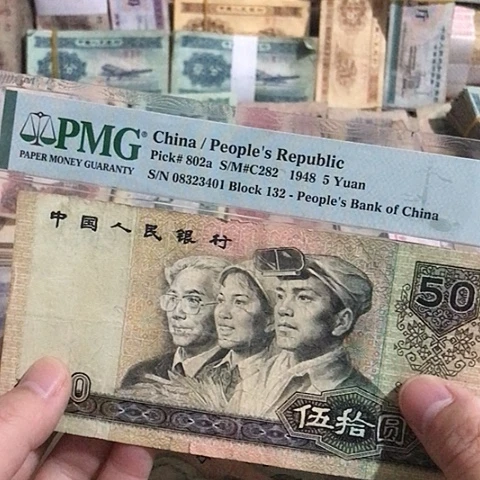 PMG®
PAPER MONEY GUARANTY
China / People's Republic
Pick# 802a S/M#C282 1948 5 Yuan
S/N 08323401 Block 132 - People's Bank of China
中国人民银行
50
0
伍拾圆